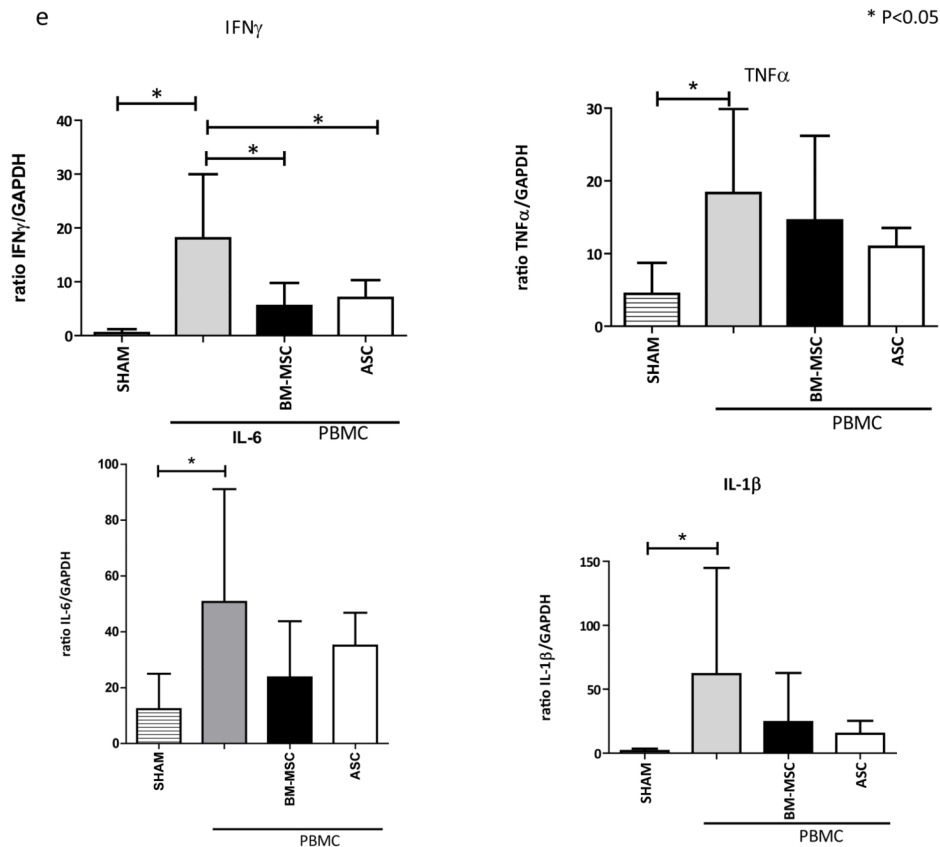 e
IFNγ
* P<0.05
*
*
*
ratio IFNγ/GAPDH
40
30
20
10
0
SHAM
BM-MSC
ASC
PBMC
TNFα
*
ratio TNFα/GAPDH
30
20
10
0
SHAM
BM-MSC
ASC
PBMC
IL-6
*
ratio IL-6/GAPDH
100
80
60
40
20
0
SHAM
BM-MSC
ASC
PBMC
IL-1β
*
ratio IL-1β/GAPDH
150
100
50
0
SHAM
BM-MSC
ASC
PBMC